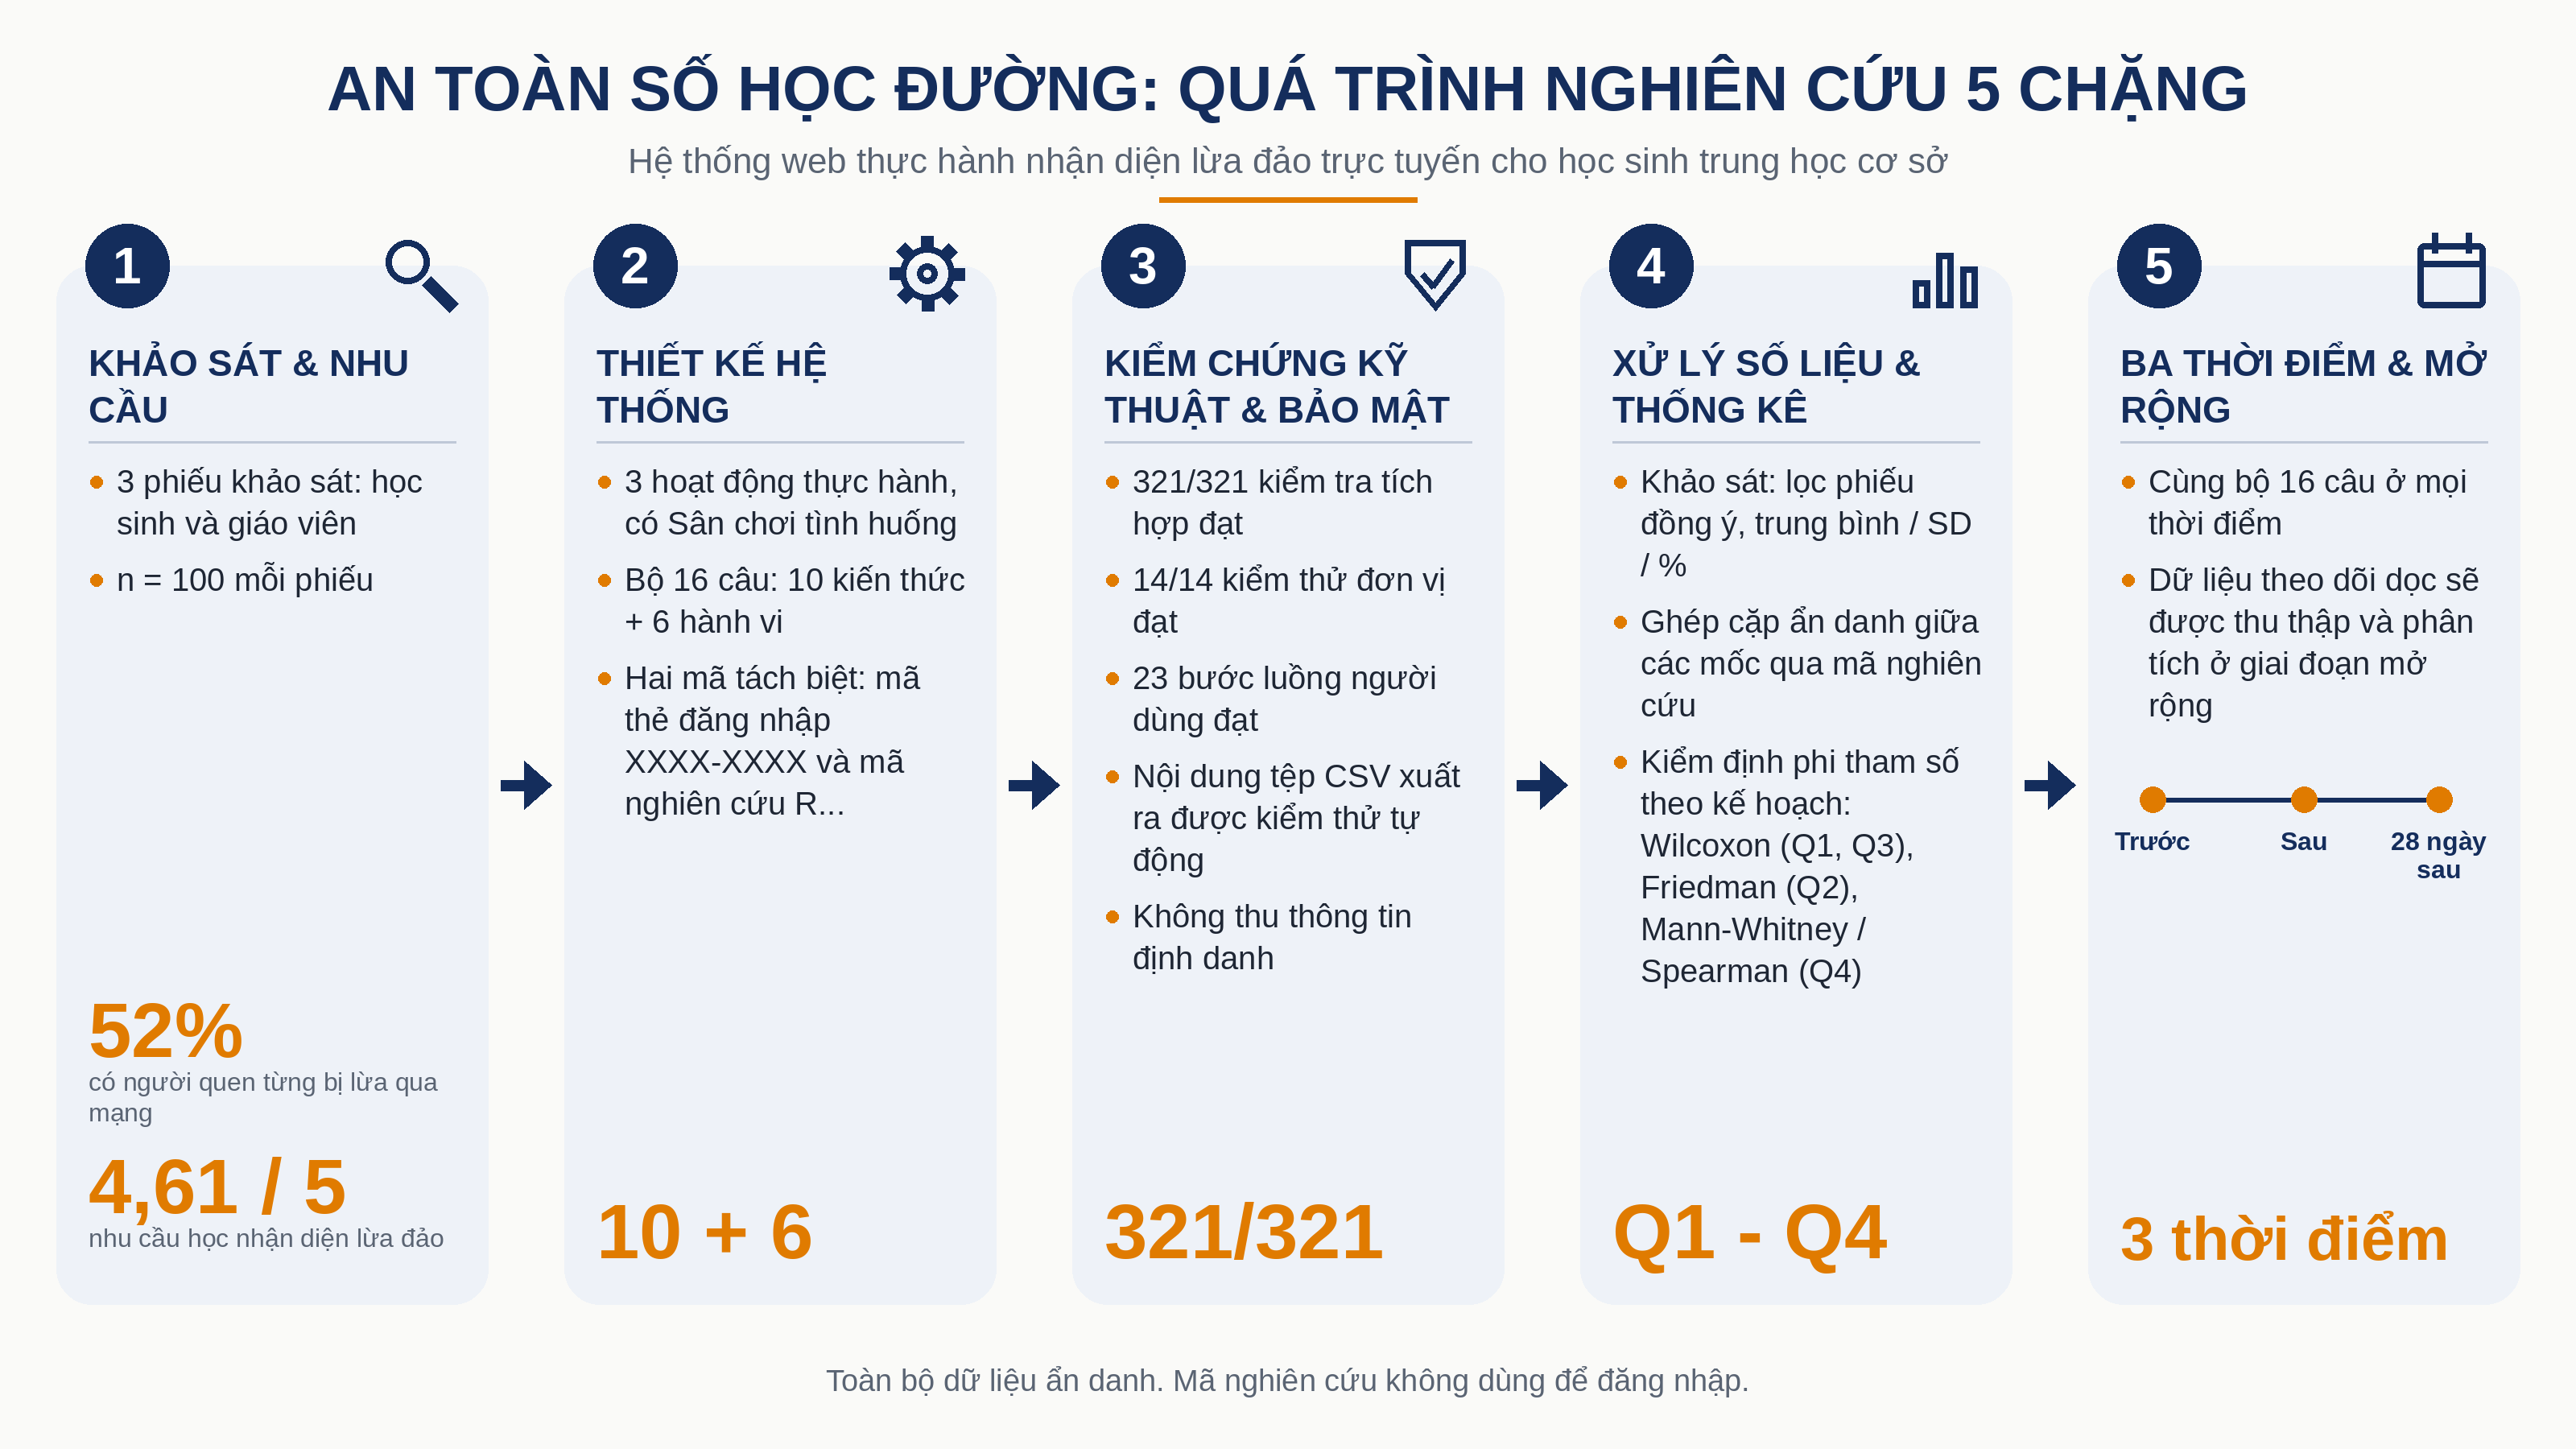 AN TOÀN SỐ HỌC ĐƯỜNG: QUÁ TRÌNH NGHIÊN CỨU 5 CHẶNG
Hệ thống web thực hành nhận diện lừa đảo trực tuyến cho học sinh trung học cơ sở
1
KHẢO SÁT & NHU
CẦU
3 phiếu khảo sát: học
sinh và giáo viên
n = 100 mỗi phiếu
52%
có người quen từng bị lừa qua
mạng
4,61 / 5
nhu cầu học nhận diện lừa đảo
2
THIẾT KẾ HỆ
THỐNG
3 hoạt động thực hành,
có Sân chơi tình huống
Bộ 16 câu: 10 kiến thức
+ 6 hành vi
Hai mã tách biệt: mã
thẻ đăng nhập
XXXX-XXXX và mã
nghiên cứu R...
10 + 6
3
KIỂM CHỨNG KỸ
THUẬT & BẢO MẬT
321/321 kiểm tra tích
hợp đạt
14/14 kiểm thử đơn vị
đạt
23 bước luồng người
dùng đạt
Nội dung tệp CSV xuất
ra được kiểm thử tự
động
Không thu thông tin
định danh
321/321
4
XỬ LÝ SỐ LIỆU &
THỐNG KÊ
Khảo sát: lọc phiếu
đồng ý, trung bình / SD
/ %
Ghép cặp ẩn danh giữa
các mốc qua mã nghiên
cứu
Kiểm định phi tham số
theo kế hoạch:
Wilcoxon (Q1, Q3),
Friedman (Q2),
Mann-Whitney /
Spearman (Q4)
Q1 - Q4
5
BA THỜI ĐIỂM & MỞ
RỘNG
Cùng bộ 16 câu ở mọi
thời điểm
Dữ liệu theo dõi dọc sẽ
được thu thập và phân
tích ở giai đoạn mở
rộng
Trước
Sau
28 ngày
sau
3 thời điểm
Toàn bộ dữ liệu ẩn danh. Mã nghiên cứu không dùng để đăng nhập.